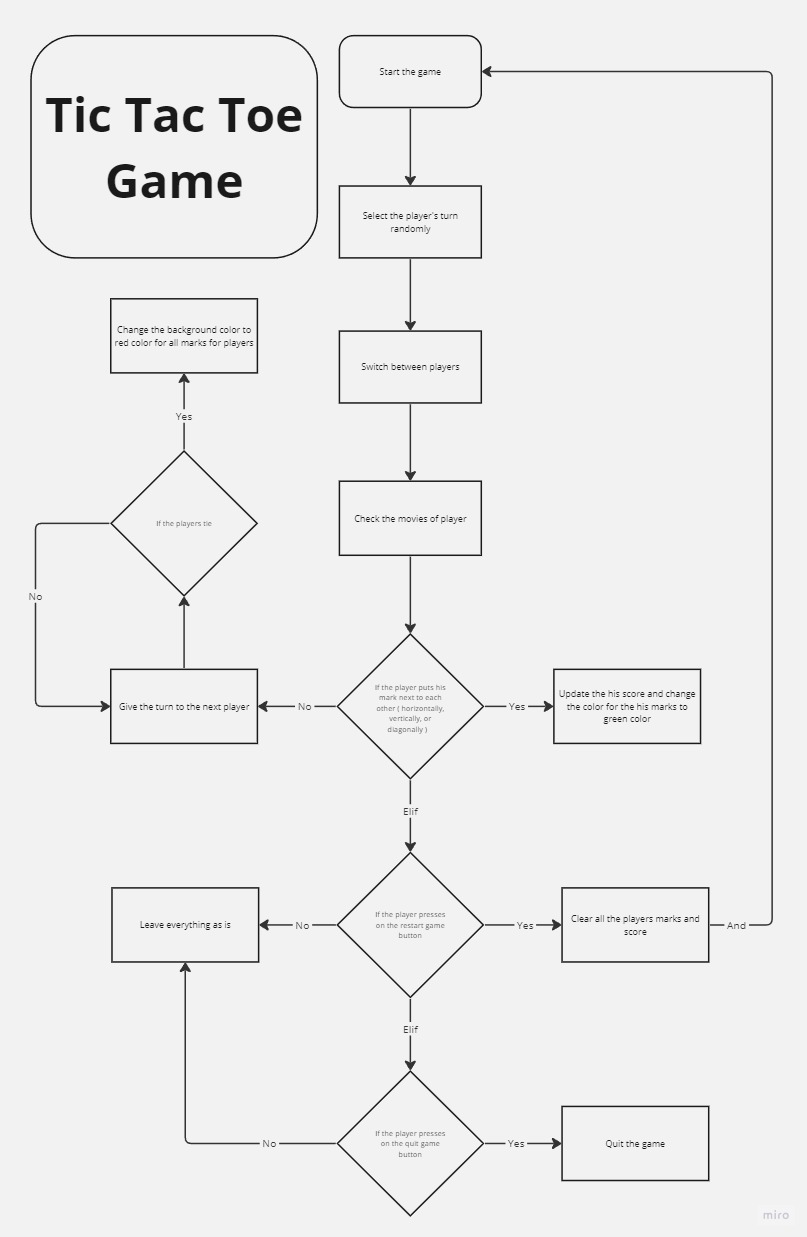 Tic Tac Toe
Game
Start the game
Select the player's turn
randomly
Change the background color to
red color for all marks for players
Switch between players
Yes
If the players tie
Check the movies of player
No
Give the turn to the next player
No
If the player puts his
mark next to each
other ( horizontally,
vertically, or
diagonally )
Yes
Update the his score and change
the color for the his marks to
green color
Elif
Leave everything as is
No
If the player presses
on the restart game
button
Yes
Clear all the players marks and
score
And
Elif
No
If the player presses
on the quit game
button
Yes
Quit the game
miro